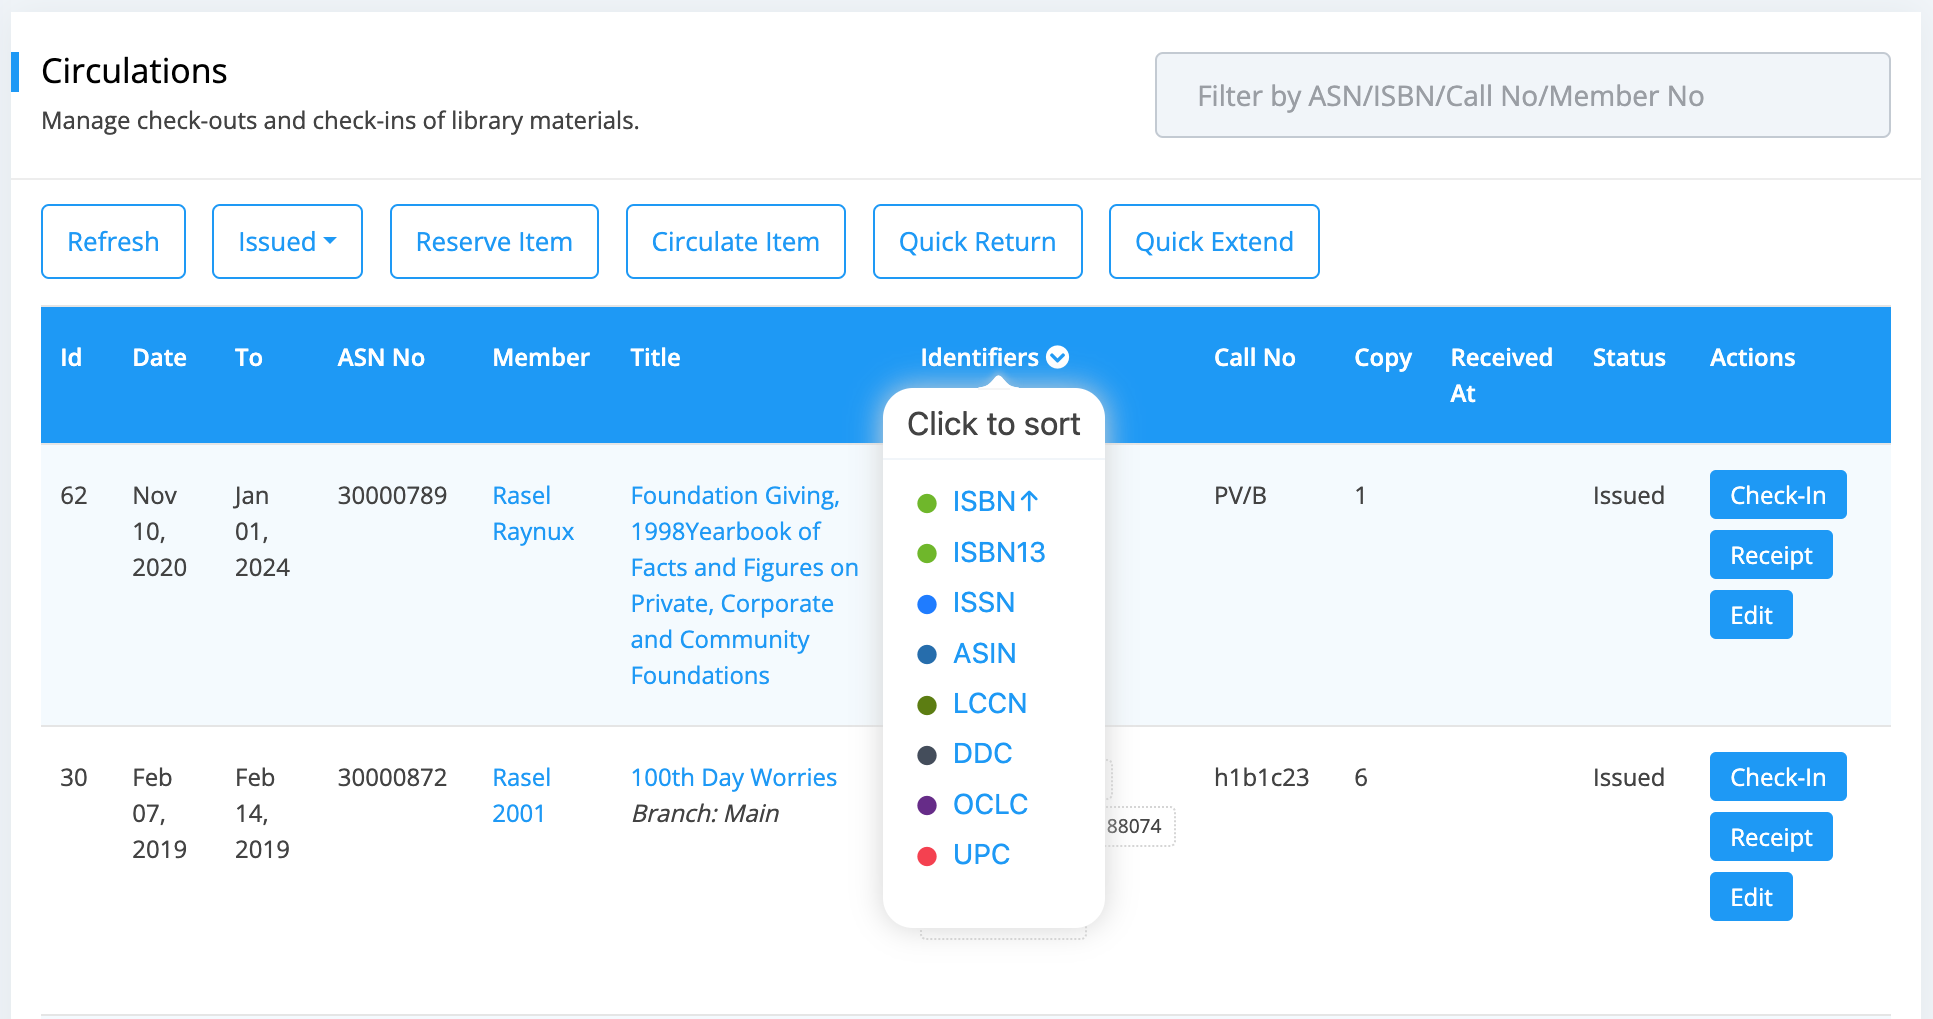 Circulations
Manage check-outs and check-ins of library materials.
Filter by ASN/ISBN/Call No/Member No
Refresh
Issued
Reserve Item
Circulate Item
Quick Return
Quick Extend
Id
Date
To
ASN No
Member
Title
Identifiers
Call No
Copy
Received
At
Status
Actions
Click to sort
ISBN↑
ISBN13
ISSN
ASIN
LCCN
DDC
OCLC
UPC
62
Nov
10,
2020
Jan
01,
2024
30000789
Rasel
Raynux
Foundation Giving,
1998Yearbook of
Facts and Figures on
Private, Corporate
and Community
Foundations
PV/B
1
Issued
Check-In
Receipt
Edit
30
Feb
07,
2019
Feb
14,
2019
30000872
Rasel
2001
100th Day Worries
Branch: Main
88074
h1b1c23
6
Issued
Check-In
Receipt
Edit